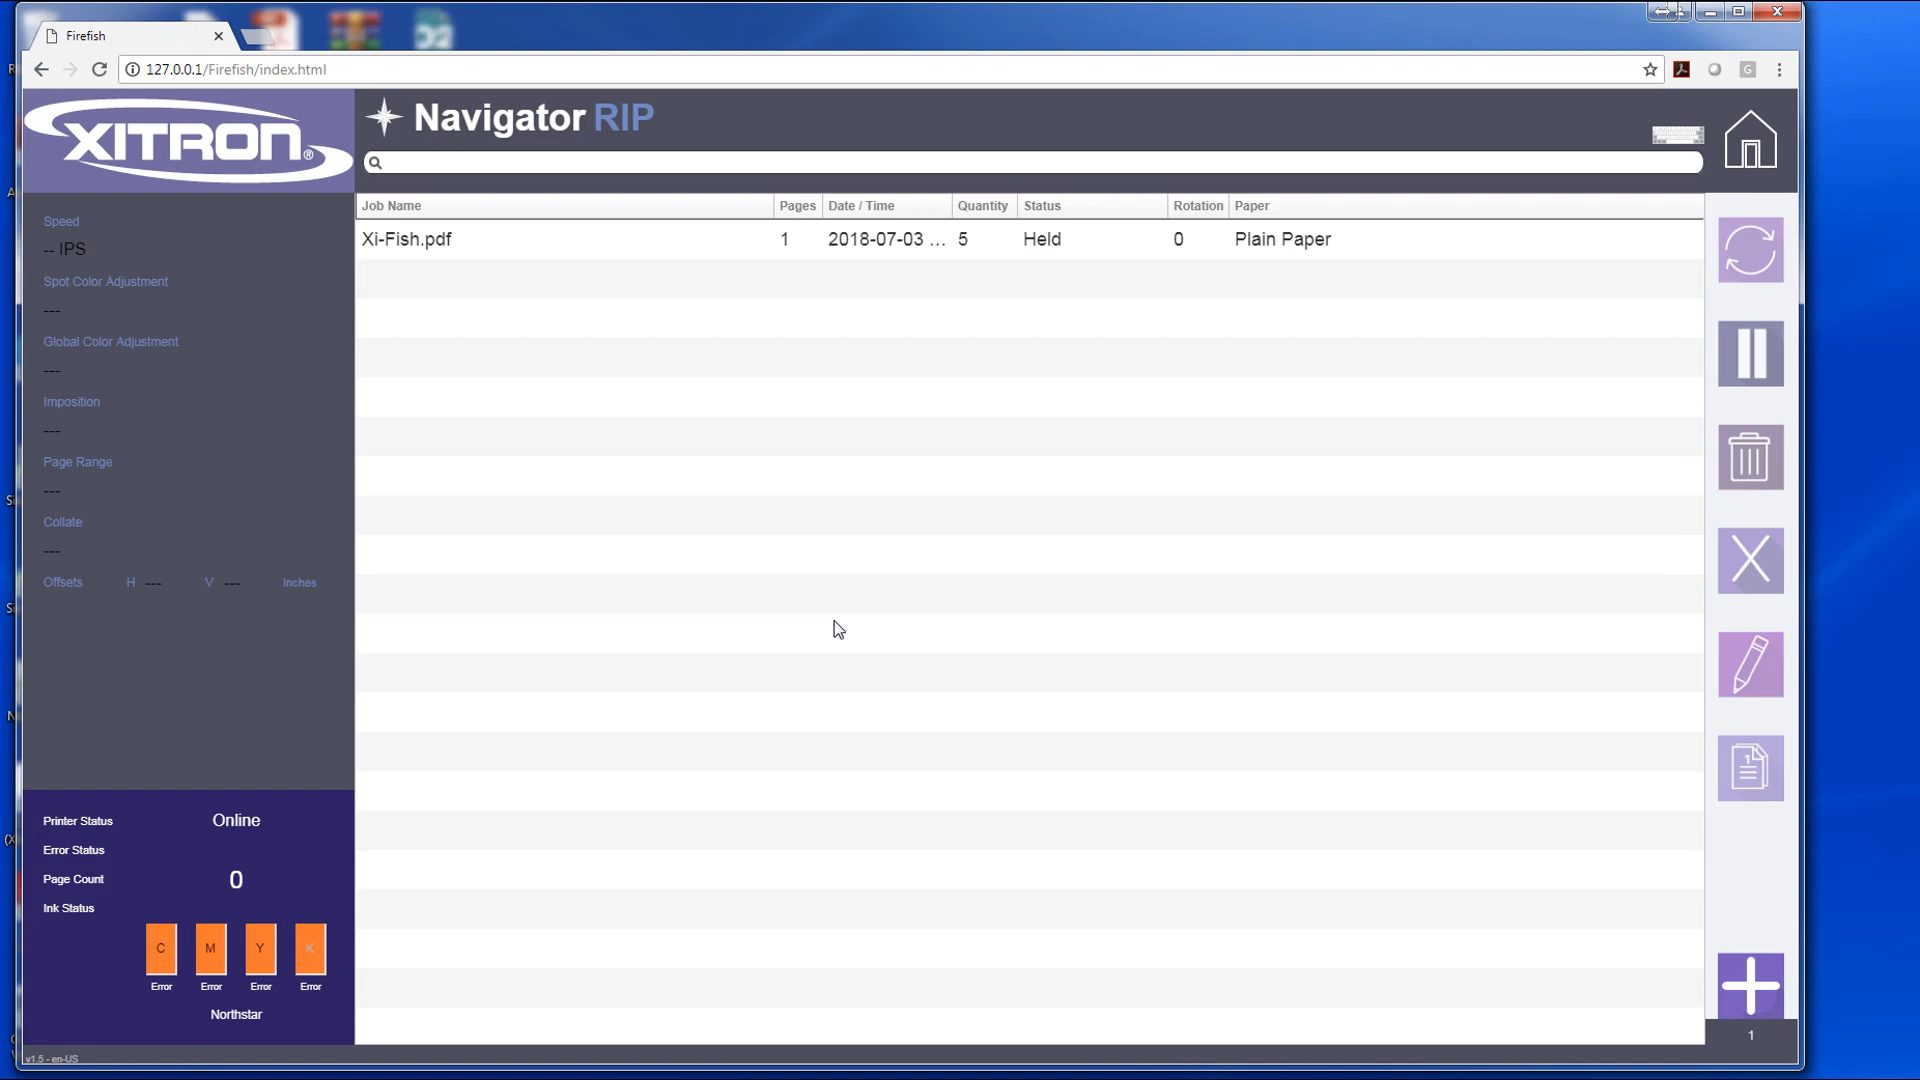 Firefish
127.0.0.1/Firefish/index.html
G
XITRON®
Navigator RIP
Job Name Pages Date / Time Quantity Status Rotation Paper
Xi-Fish.pdf 1 2018-07-03 ... 5 Held 0 Plain Paper
Speed
-- IPS
Spot Color Adjustment
---
Global Color Adjustment
---
Imposition
---
Page Range
---
Collate
---
Offsets H --- V --- Inches
Printer Status Online
Error Status
Page Count 0
Ink Status
C M Y K
Error Error Error Error
Northstar
1
1
v1.5 - en-US